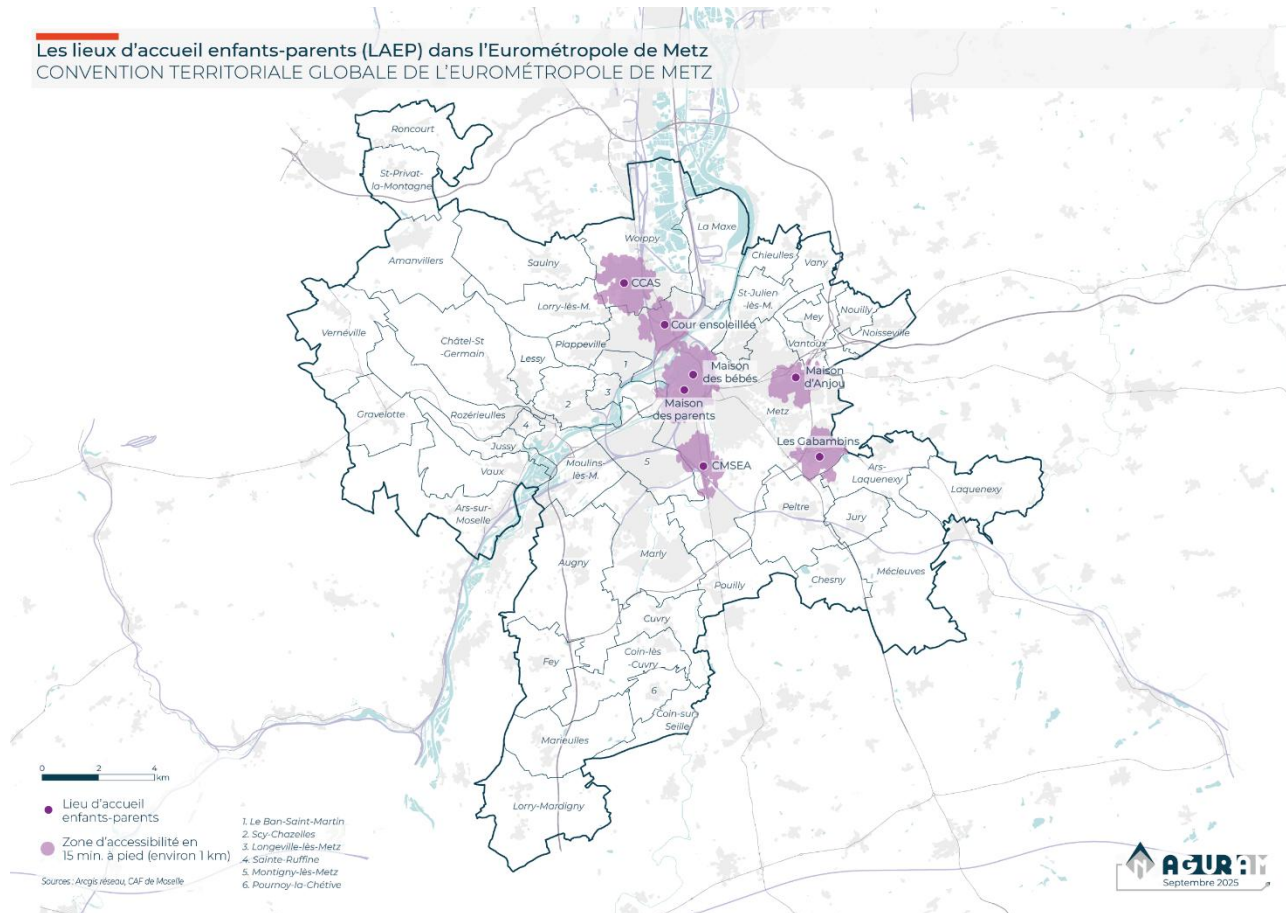 Les lieux d'accueil enfants-parents (LAEP) dans l'Eurométropole de Metz
CONVENTION TERRITORIALE GLOBALE DE L'EUROMÉTROPOLE DE METZ
Roncourt
St-Privat-
la-Montagne
Woippy
La Maxe
Amanvillers
Saulny
Chieulles
Vany
CCAS
Lorry-lès-M.
St-Julien-
lès-M.
Nouilly
Mey
Noisseville
Vernéville
Cour ensoleillée
Châtel-St
-Germain
Plappeville
Vantoux
Lessy
1
Maison
des bébés
Maison
d'Anjou
3
2
Maison
des parents
Gravelotte
Rozérieulles
Metz
4
Jussy
Les Gabambins
Moulins-
lès-M.
5
CMSEA
Vaux
Ars-
Laquenexy
Laquenexy
Ars-sur-
Moselle
Peltre
Jury
Augny
Marly
Mécleuves
Pouilly
Chesny
Cuvry
Fey
Coin-lès
-Cuvry
6
Coin-sur-
Seille
Marieulles
Lorry-Mardigny
0 2 4
km
Lieu d'accueil
enfants-parents
Zone d'accessibilité en
15 min. à pied (environ 1 km)
Sources : Arcgis réseau, CAF de Moselle
1. Le Ban-Saint-Martin
2. Scy-Chazelles
3. Longeville-lès-Metz
4. Sainte-Ruffine
5. Montigny-lès-Metz
6. Pournoy-la-Chétive
N
AGURAM
Septembre 2025